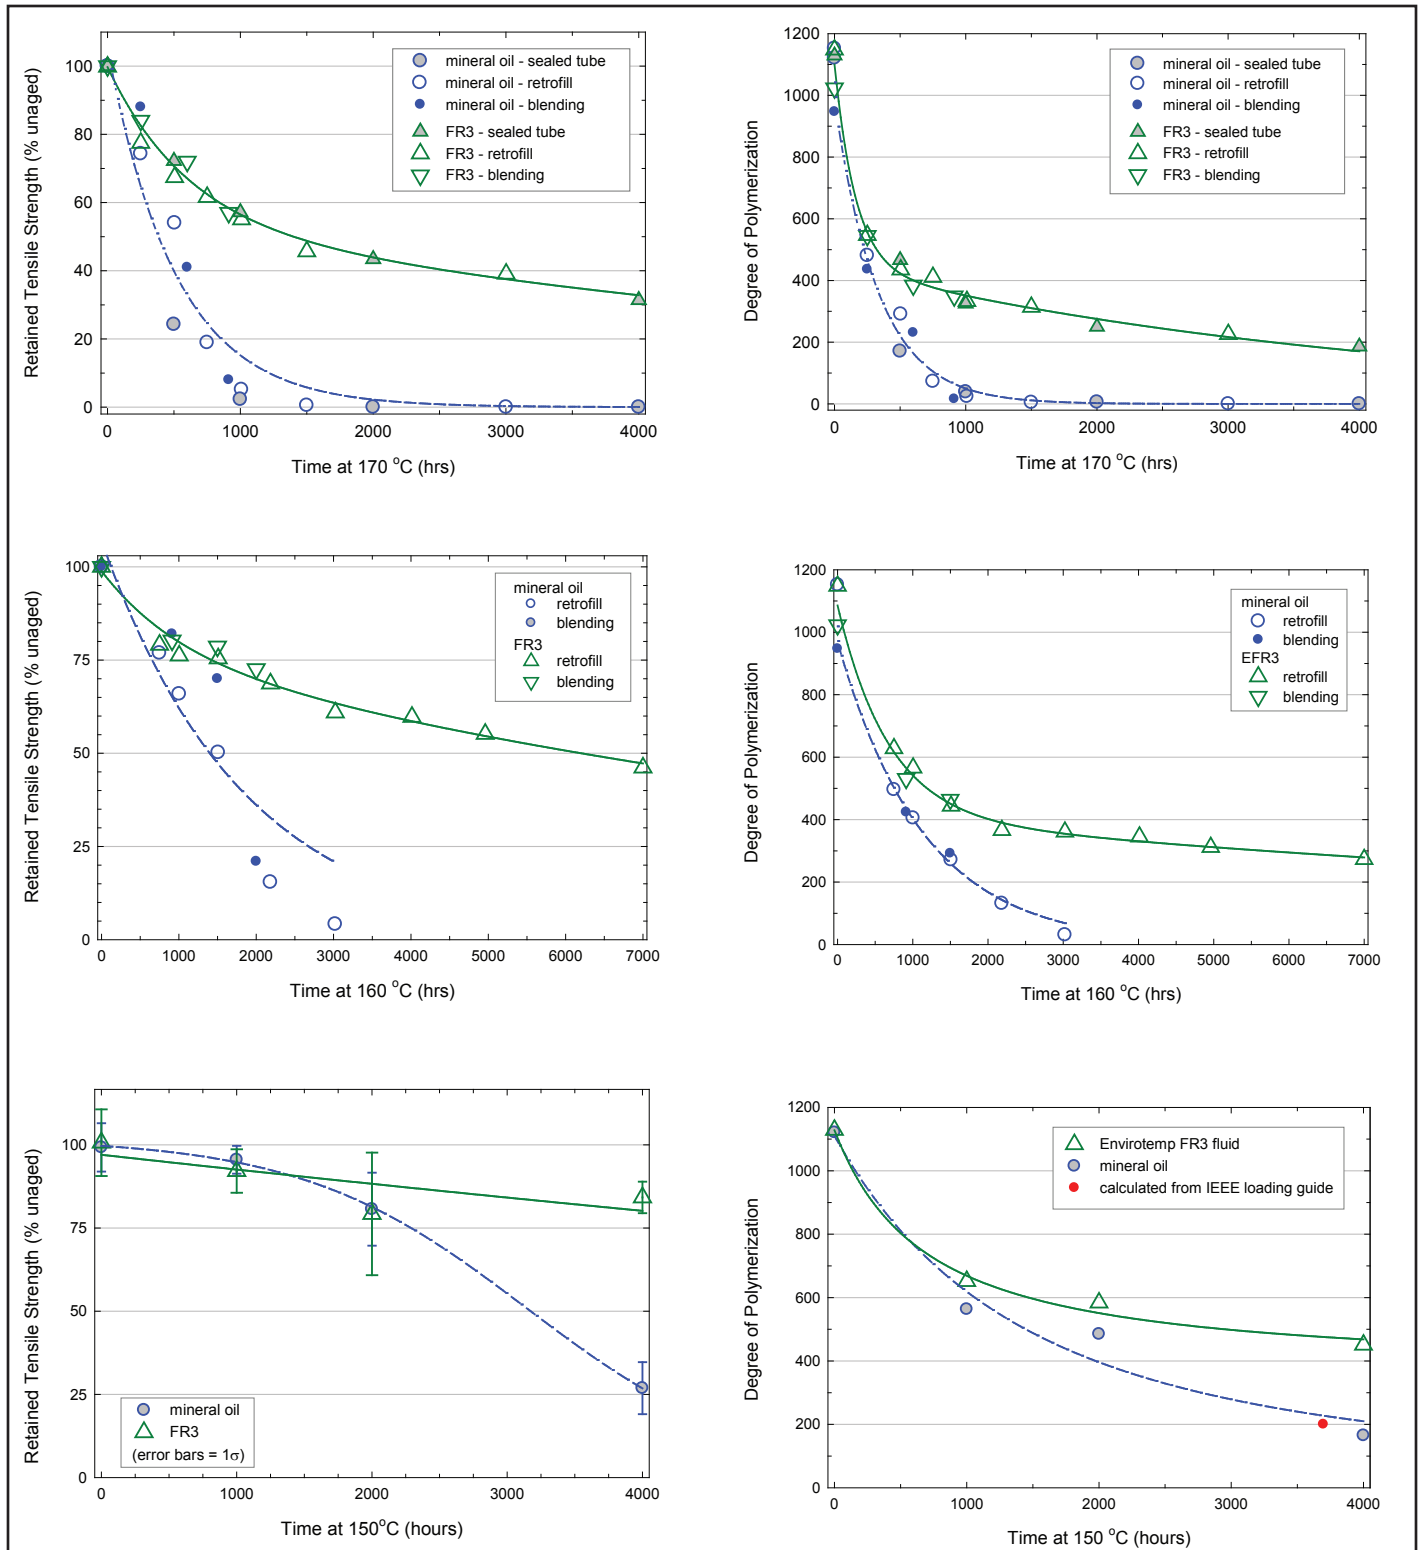 Retained Tensile Strength (% unaged)
100
80
60
40
20
0
mineral oil - sealed tube
mineral oil - retrofill
mineral oil - blending
FR3 - sealed tube
FR3 - retrofill
FR3 - blending
0 1000 2000 3000 4000
Time at 170 °C (hrs)
Degree of Polymerization
1200
1000
800
600
400
200
0
mineral oil - sealed tube
mineral oil - retrofill
mineral oil - blending
FR3 - sealed tube
FR3 - retrofill
FR3 - blending
0 1000 2000 3000 4000
Time at 170 °C (hrs)
Retained Tensile Strength (% unaged)
100
75
50
25
0
mineral oil
retrofill
blending
FR3
retrofill
blending
0 1000 2000 3000 4000 5000 6000 7000
Time at 160 °C (hrs)
Degree of Polymerization
1200
1000
800
600
400
200
0
mineral oil
retrofill
blending
EFR3
retrofill
blending
0 1000 2000 3000 4000 5000 6000 7000
Time at 160 °C (hrs)
Retained Tensile Strength (% unaged)
100
75
50
25
0
mineral oil
FR3
(error bars = 1σ)
0 1000 2000 3000 4000
Time at 150°C (hours)
Degree of Polymerization
1200
1000
800
600
400
200
0
Envirotemp FR3 fluid
mineral oil
calculated from IEEE loading guide
0 1000 2000 3000 4000
Time at 150 °C (hours)